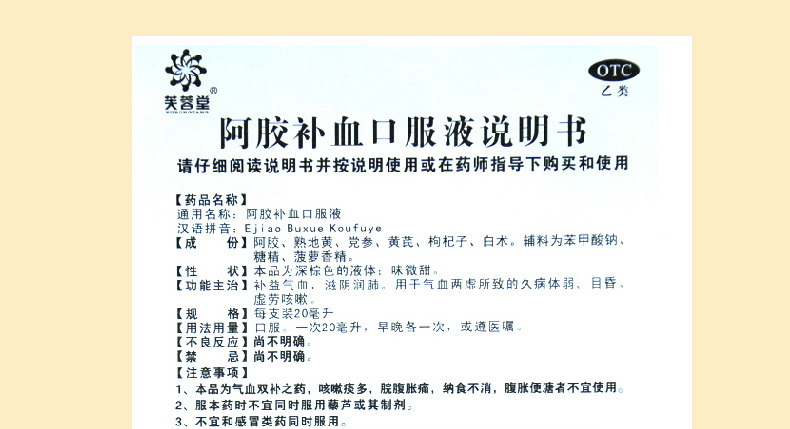 芙蓉堂®
OTC
乙类
阿胶补血口服液说明书
请仔细阅读说明书并按说明使用或在药师指导下购买和使用
【药品名称】
通用名称：阿胶补血口服液
汉语拼音：Ejiao Buxue Koufuye
【成　份】阿胶、熟地黄、党参、黄芪、枸杞子、白术。辅料为苯甲酸钠、
糖精、菠萝香精。
【性　状】本品为深棕色的液体；味微甜。
【功能主治】补益气血，滋阴润肺。用于气血两虚所致的久病体弱、目昏、
虚劳咳嗽。
【规　格】每支装20毫升
【用法用量】口服。一次20毫升，早晚各一次，或遵医嘱。
【不良反应】尚不明确。
【禁　忌】尚不明确。
【注意事项】
1、本品为气血双补之药，咳嗽痰多，脘腹胀痛，纳食不消，腹胀便溏者不宜使用。
2、服本药时不宜同时服用藜芦或其制剂。
3、不宜和感冒类药同时服用。